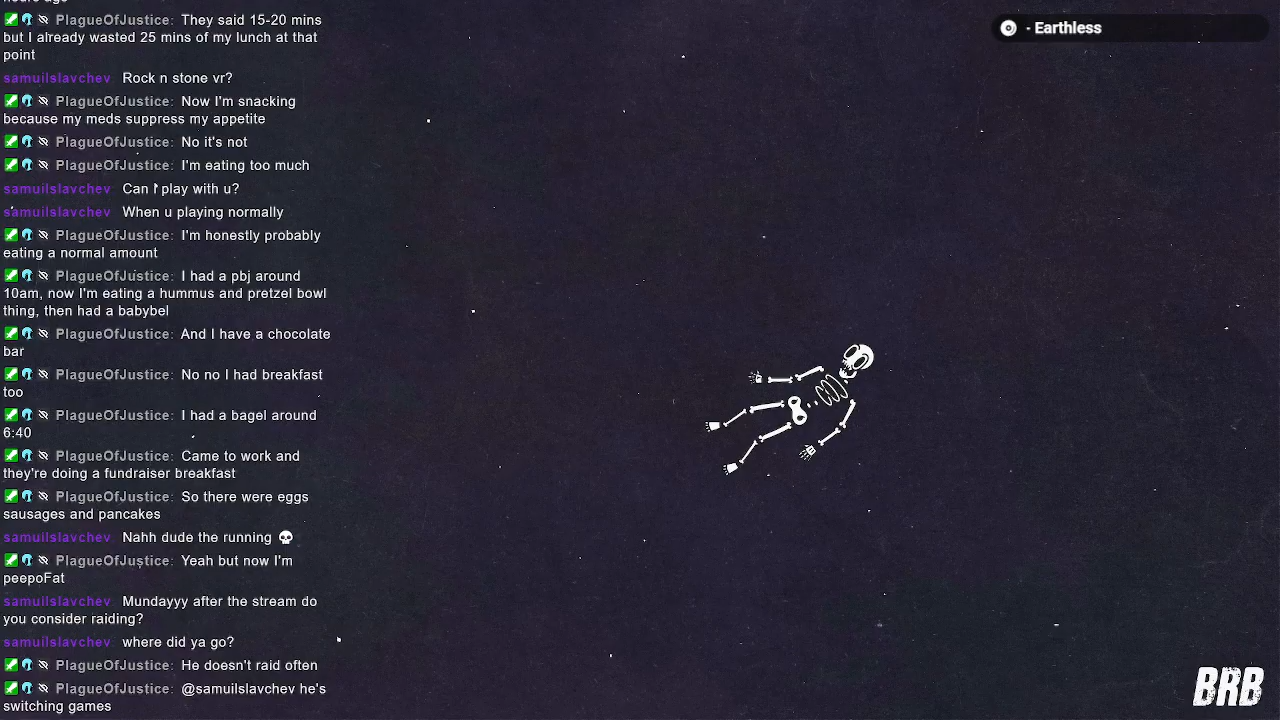 hours ago
PlagueOfJustice: They said 15-20 mins
but I already wasted 25 mins of my lunch at that
point
samuilslavchev Rock n stone vr?
PlagueOfJustice: Now I'm snacking
because my meds suppress my appetite
PlagueOfJustice: No it's not
PlagueOfJustice: I'm eating too much
samuilslavchev Can I play with u?
samuilslavchev When u playing normally
PlagueOfJustice: I'm honestly probably
eating a normal amount
PlagueOfJustice: I had a pbj around
10am, now I'm eating a hummus and pretzel bowl
thing, then had a babybel
PlagueOfJustice: And I have a chocolate
bar
PlagueOfJustice: No no I had breakfast
too
PlagueOfJustice: I had a bagel around
6:40
PlagueOfJustice: Came to work and
they're doing a fundraiser breakfast
PlagueOfJustice: So there were eggs
sausages and pancakes
samuilslavchev Nahh dude the running 💀
PlagueOfJustice: Yeah but now I'm
peepoFat
samuilslavchev Mundayyy after the stream do
you consider raiding?
samuilslavchev where did ya go?
PlagueOfJustice: He doesn't raid often
PlagueOfJustice: @samuilslavchev he's
switching games
- Earthless
BRB